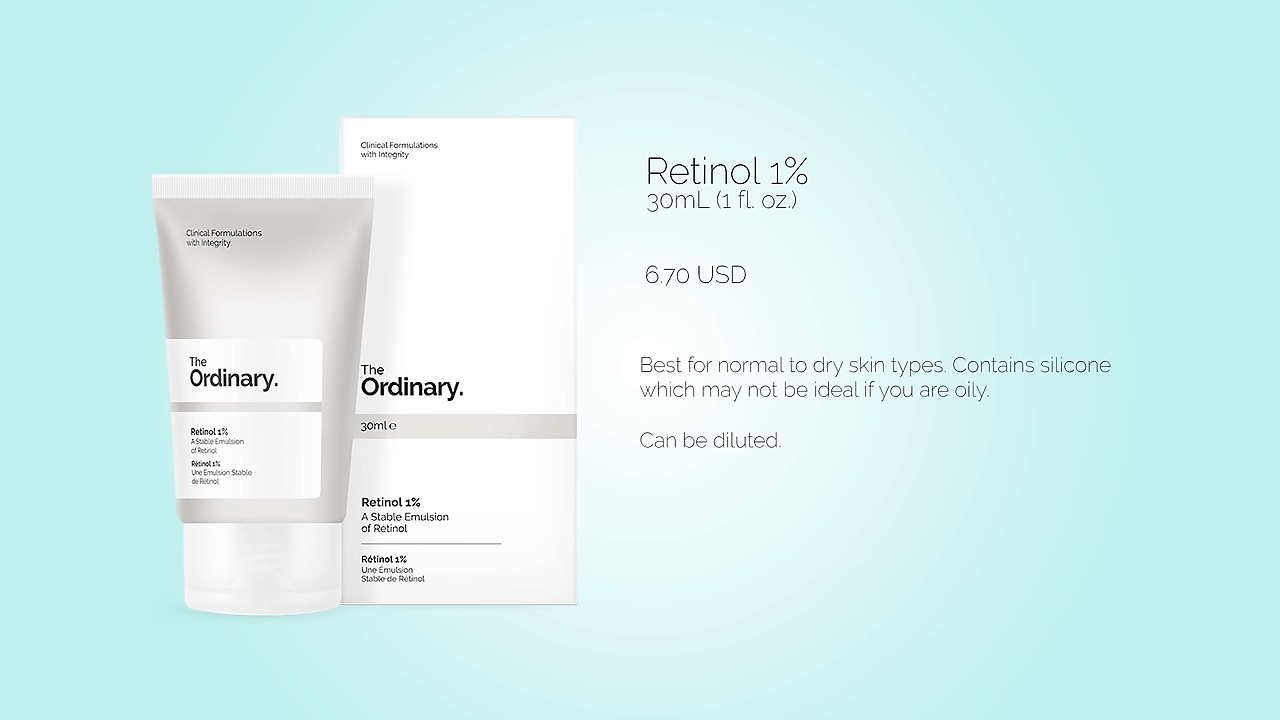 Clinical Formulations
with Integrity.
The
Ordinary.
Retinol 1%
A Stable Emulsion
of Retinol
Rétinol 1%
Une Émulsion Stable
de Rétinol
Clinical Formulations
with Integrity.
The
Ordinary.
30ml e
Retinol 1%
A Stable Emulsion
of Retinol
Rétinol 1%
Une Émulsion
Stable de Rétinol
Retinol 1%
30mL (1 fl. oz.)
6.70 USD
Best for normal to dry skin types. Contains silicone
which may not be ideal if you are oily.
Can be diluted.